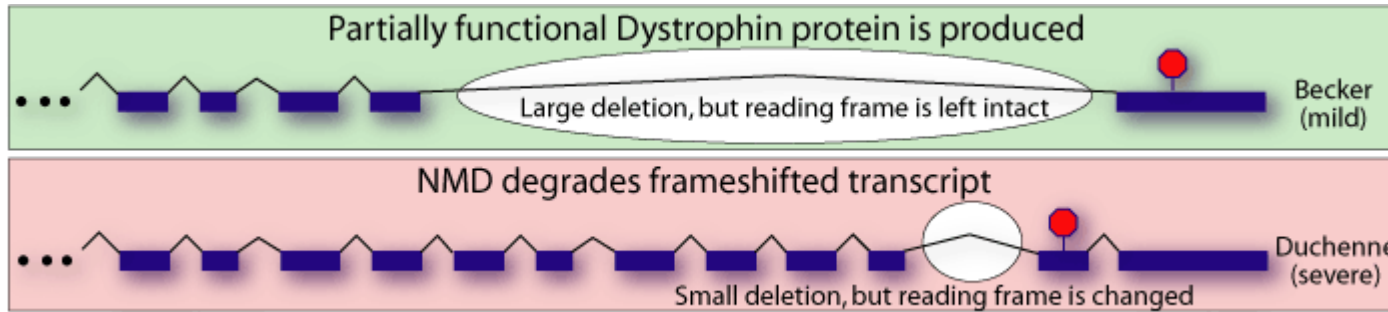 Partially functional Dystrophin protein is produced
Large deletion, but reading frame is left intact
Becker
(mild)
NMD degrades frameshifted transcript
Duchenne
(severe)
Small deletion, but reading frame is changed